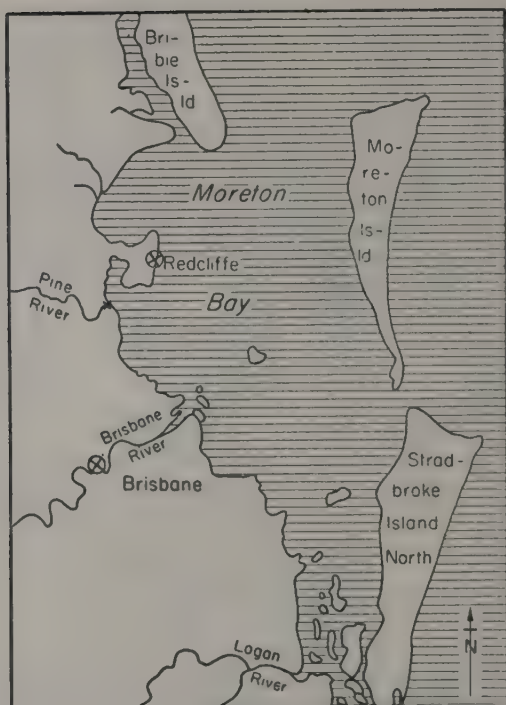 Bri-
bie
Is-
ld
Mo-
re-
ton
Is-
ld
Moreton
Redcliffe
Pine
River
Bay
Brisbane
River
Brisbane
Strad-
broke
Island
North
Logan
River
N